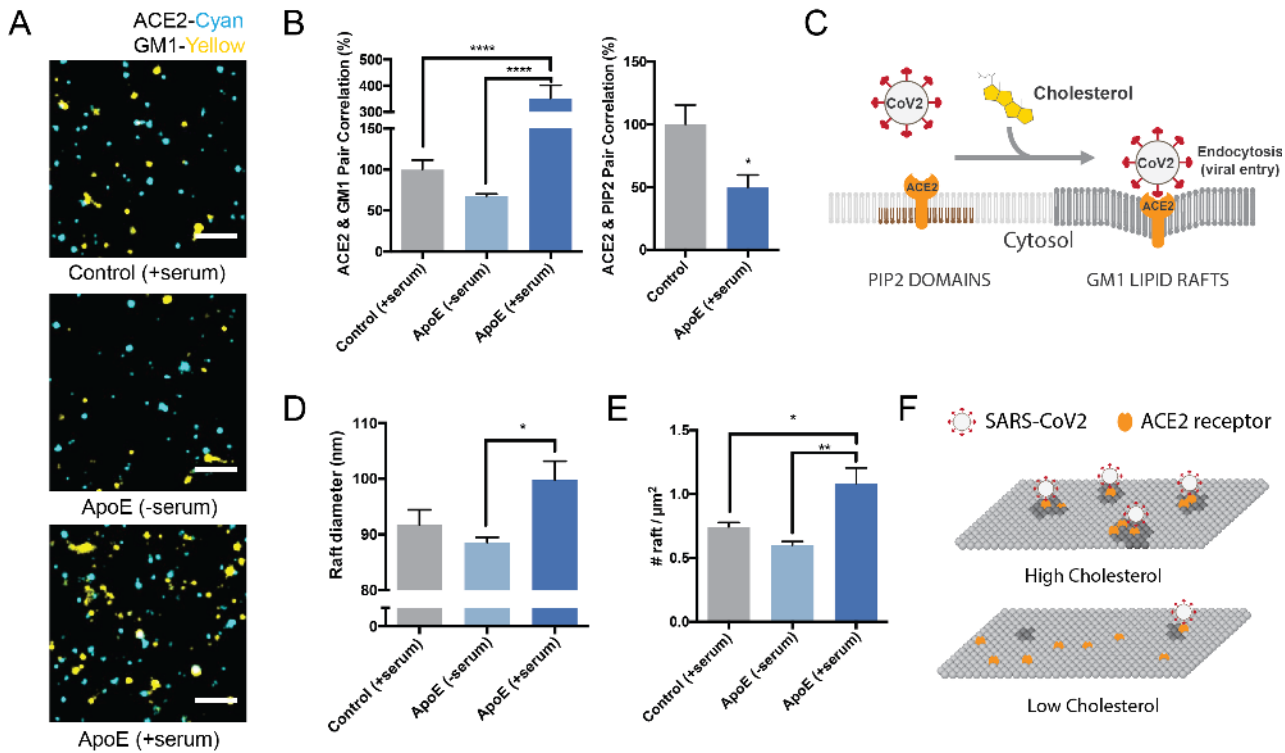 A
ACE2-Cyan
GM1-Yellow
Control (+serum)
ApoE (-serum)
ApoE (+serum)
B
ACE2 & GM1 Pair Correlation (%)
500
450
400
350
300
150
100
50
0
****
****
Control (+serum)
ApoE (-serum)
ApoE (+serum)
ACE2 & PIP2 Pair Correlation (%)
150
100
50
0
*
Control
ApoE (+serum)
C
CoV2
Cholesterol
CoV2
Endocytosis
(viral entry)
ACE2
ACE2
Cytosol
PIP2 DOMAINS
GM1 LIPID RAFTS
D
Raft diameter (nm)
110
100
90
80
0
*
Control (+serum)
ApoE (-serum)
ApoE (+serum)
E
# raft / μm²
1.5
1.0
0.5
0.0
*
**
Control (+serum)
ApoE (-serum)
ApoE (+serum)
F
SARS-CoV2
ACE2 receptor
High Cholesterol
Low Cholesterol